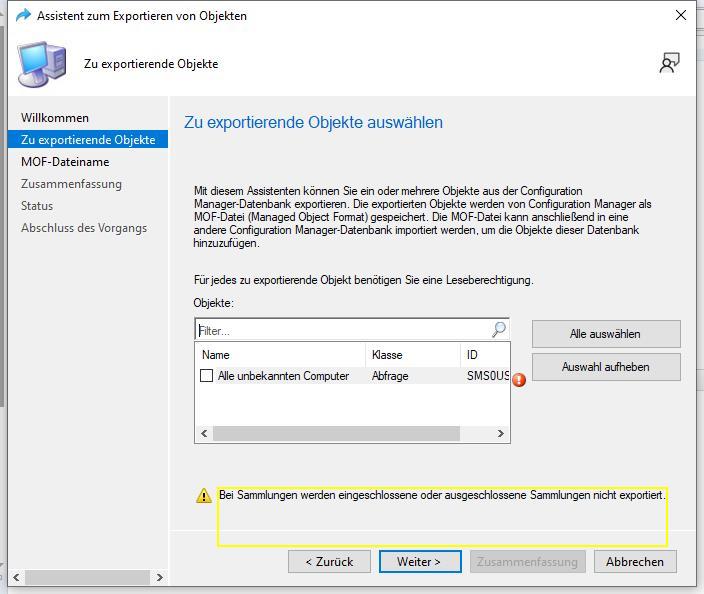 Assistent zum Exportieren von Objekten
Zu exportierende Objekte
Willkommen
Zu exportierende Objekte
MOF-Dateiname
Zusammenfassung
Status
Abschluss des Vorgangs
Zu exportierende Objekte auswählen
Mit diesem Assistenten können Sie ein oder mehrere Objekte aus der Configuration
Manager-Datenbank exportieren. Die exportierten Objekte werden von Configuration Manager als
MOF-Datei (Managed Object Format) gespeichert. Die MOF-Datei kann anschließend in eine
andere Configuration Manager-Datenbank importiert werden, um die Objekte dieser Datenbank
hinzuzufügen.
Für jedes zu exportierende Objekt benötigen Sie eine Leseberechtigung.
Objekte:
Filter...
Alle auswählen
Name Klasse ID
Auswahl aufheben
Alle unbekannten Computer Abfrage SMS0US
Bei Sammlungen werden eingeschlossene oder ausgeschlossene Sammlungen nicht exportiert.
< Zurück Weiter > Zusammenfassung Abbrechen